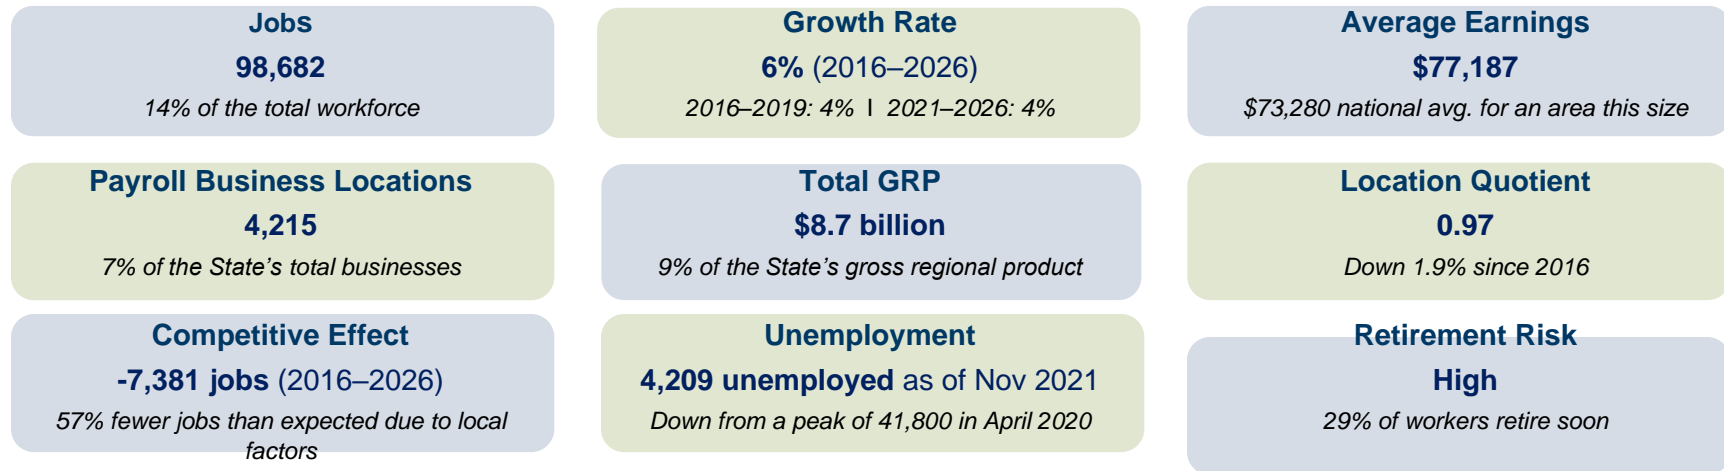 Jobs
98,682
14% of the total workforce
Growth Rate
6% (2016–2026)
2016–2019: 4% I 2021–2026: 4%
Average Earnings
$77,187
$73,280 national avg. for an area this size
Payroll Business Locations
4,215
7% of the State’s total businesses
Total GRP
$8.7 billion
9% of the State’s gross regional product
Location Quotient
0.97
Down 1.9% since 2016
Competitive Effect
-7,381 jobs (2016–2026)
57% fewer jobs than expected due to local
factors
Unemployment
4,209 unemployed as of Nov 2021
Down from a peak of 41,800 in April 2020
Retirement Risk
High
29% of workers retire soon